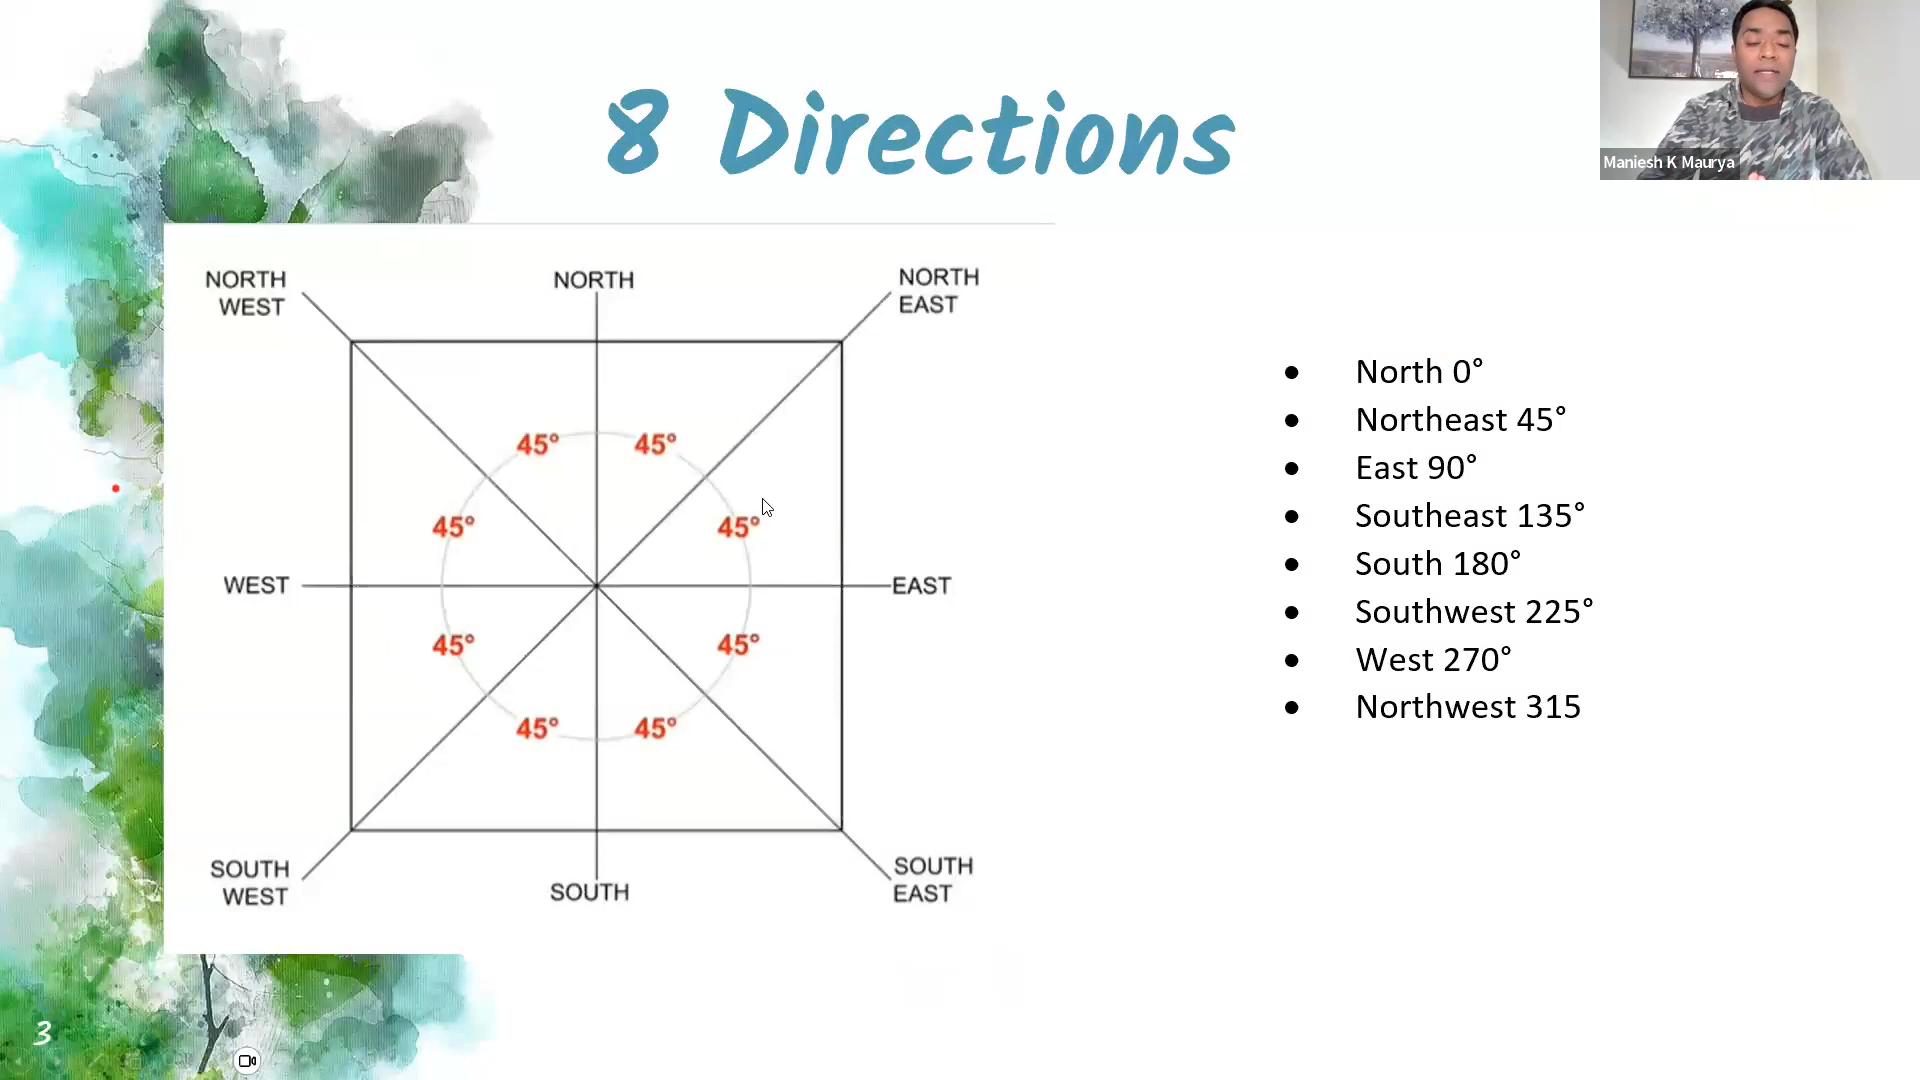 8 Directions
Maniesh K Maurya
NORTH
WEST
NORTH
NORTH
EAST
45°
45°
45°
45°
WEST
EAST
45°
45°
45°
45°
SOUTH
WEST
SOUTH
SOUTH
EAST
• North 0°
• Northeast 45°
• East 90°
• Southeast 135°
• South 180°
• Southwest 225°
• West 270°
• Northwest 315
3